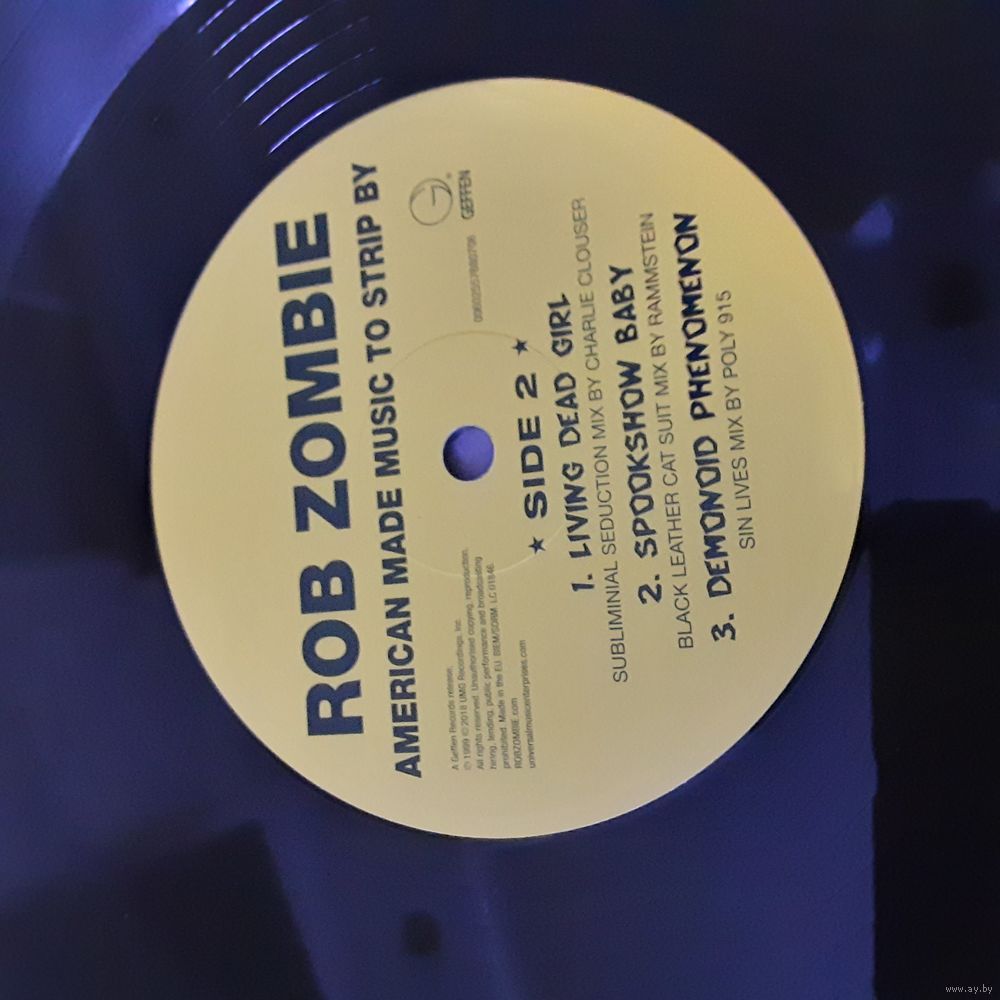 ROB ZOMBIE
AMERICAN MADE MUSIC TO STRIP BY
GEFFEN
A Geffen Records release.
℗ 1999 © 2018 UMG Recordings, Inc.
All rights reserved. Unauthorised copying, reproduction,
hiring, lending, public performance and broadcasting
prohibited. Made in the EU. BIEM/SDRM. LC 01846.
ROBZOMBIE.com
universalmusicenterprises.com
★ SIDE 2 ★
1. LIVING DEAD GIRL
SUBLIMINIAL SEDUCTION MIX BY CHARLIE CLOUSER
2. SPOOKSHOW BABY
BLACK LEATHER CAT SUIT MIX BY RAMMSTEIN
3. DEMONOID PHENOMENON
SIN LIVES MIX BY POLY 915
www.ay.by